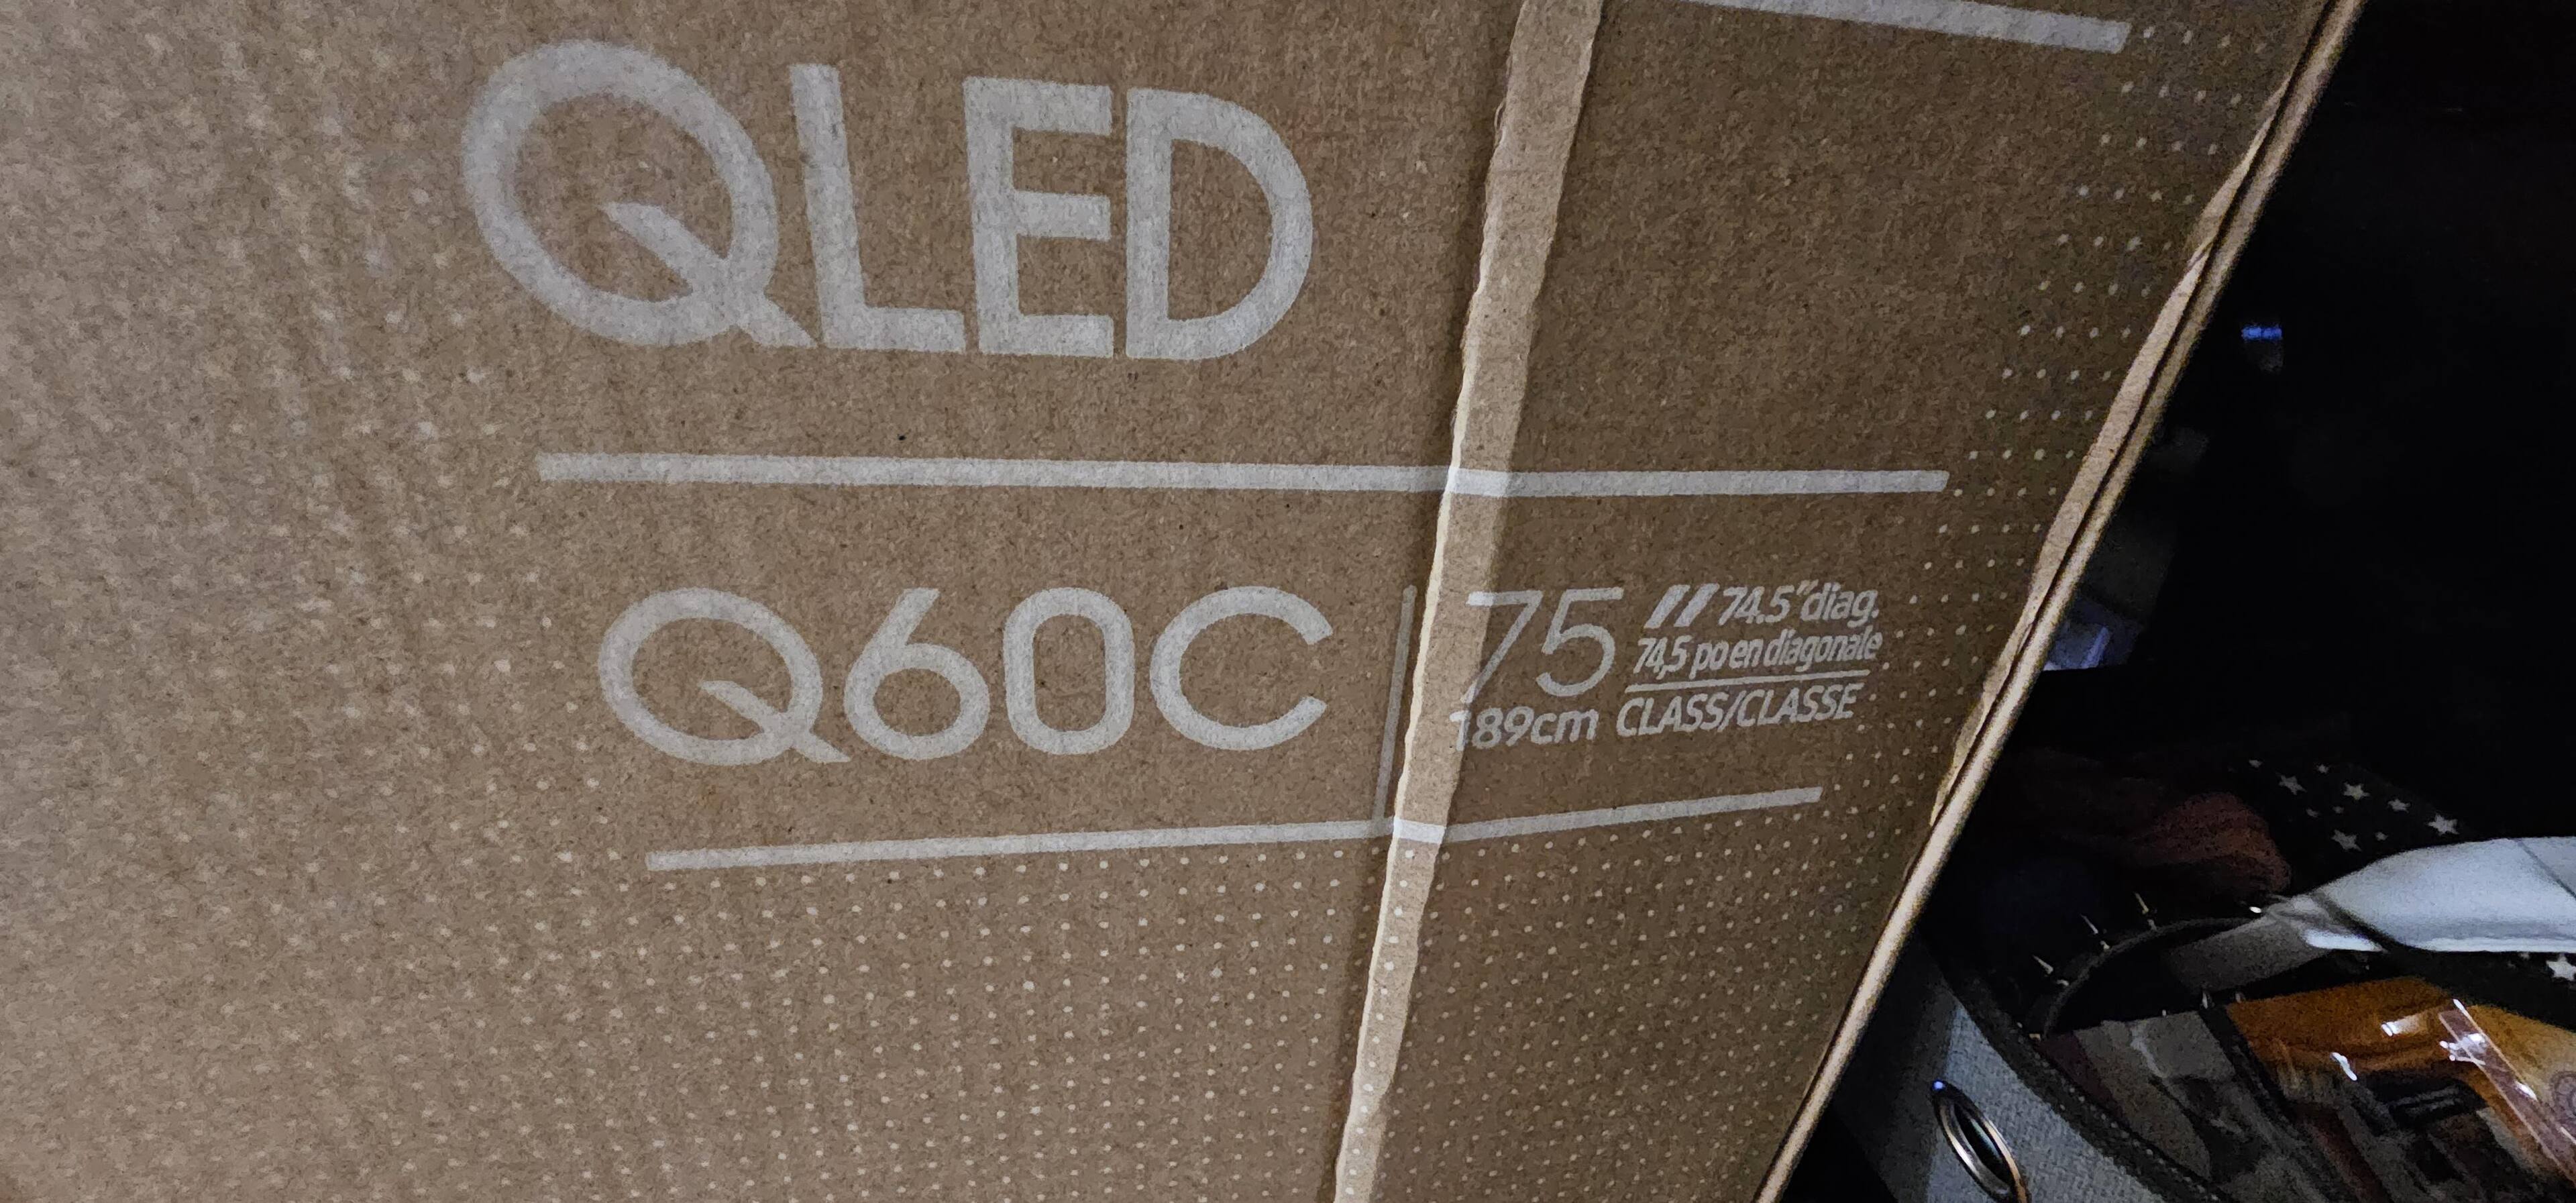 QLED
Q60C
75" 74.5" diag.
74,5 po en diagonale
189cm CLASS/CLASSE